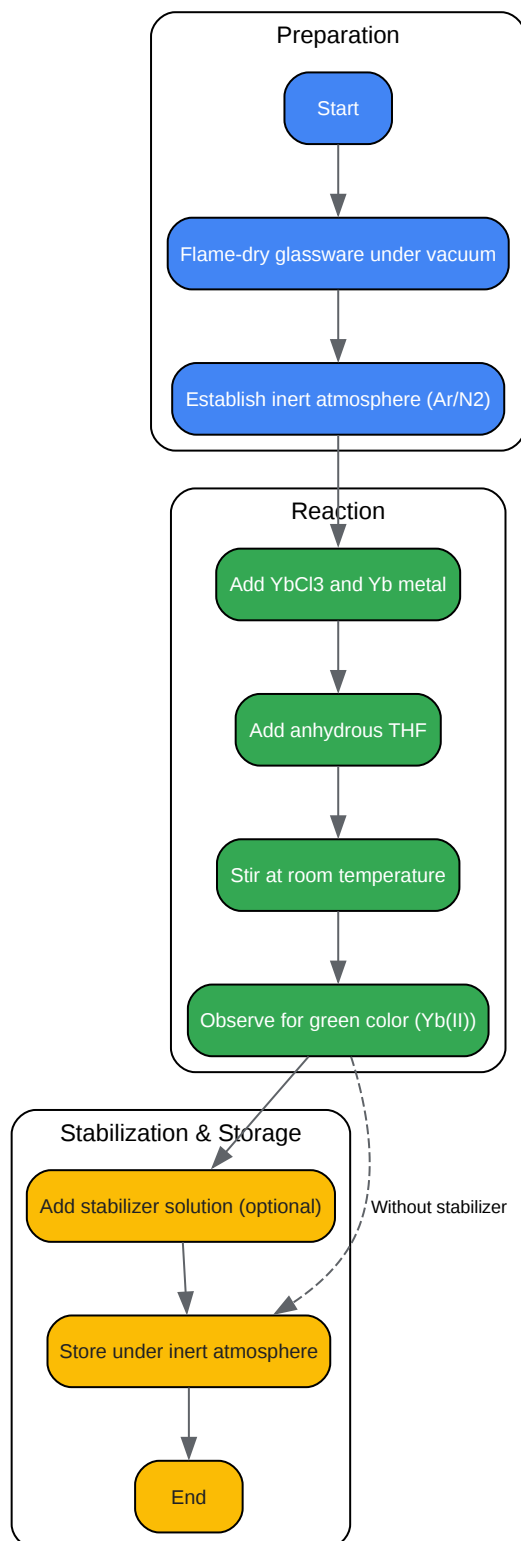 Preparation
Start
Flame-dry glassware under vacuum
Establish inert atmosphere (Ar/N2)
Reaction
Add YbCl3 and Yb metal
Add anhydrous THF
Stir at room temperature
Observe for green color (Yb(II))
Stabilization & Storage
Add stabilizer solution (optional)
Without stabilizer
Store under inert atmosphere
End